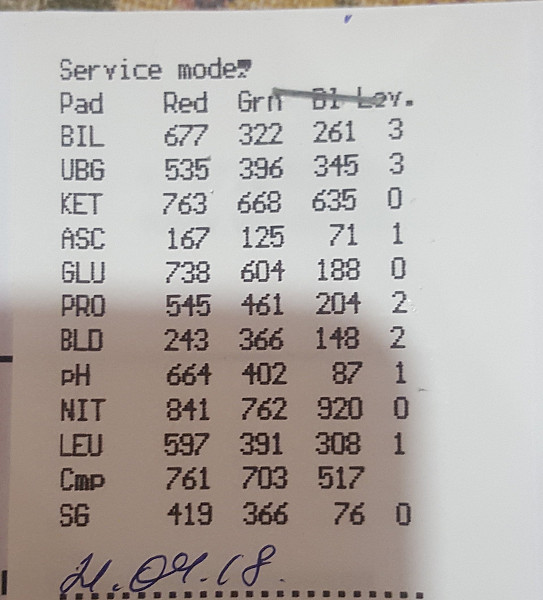 Service mode
Pad Red Grn Bl Lev.
BIL 677 322 261 3
UBG 535 396 345 3
KET 763 668 635 0
ASC 167 125 71 1
GLU 738 604 188 0
PRO 545 461 204 2
BLD 243 366 148 2
pH 664 402 87 1
NIT 841 762 920 0
LEU 597 391 308 1
Cmp 761 703 517
SG 419 366 76 0
21.09.18.